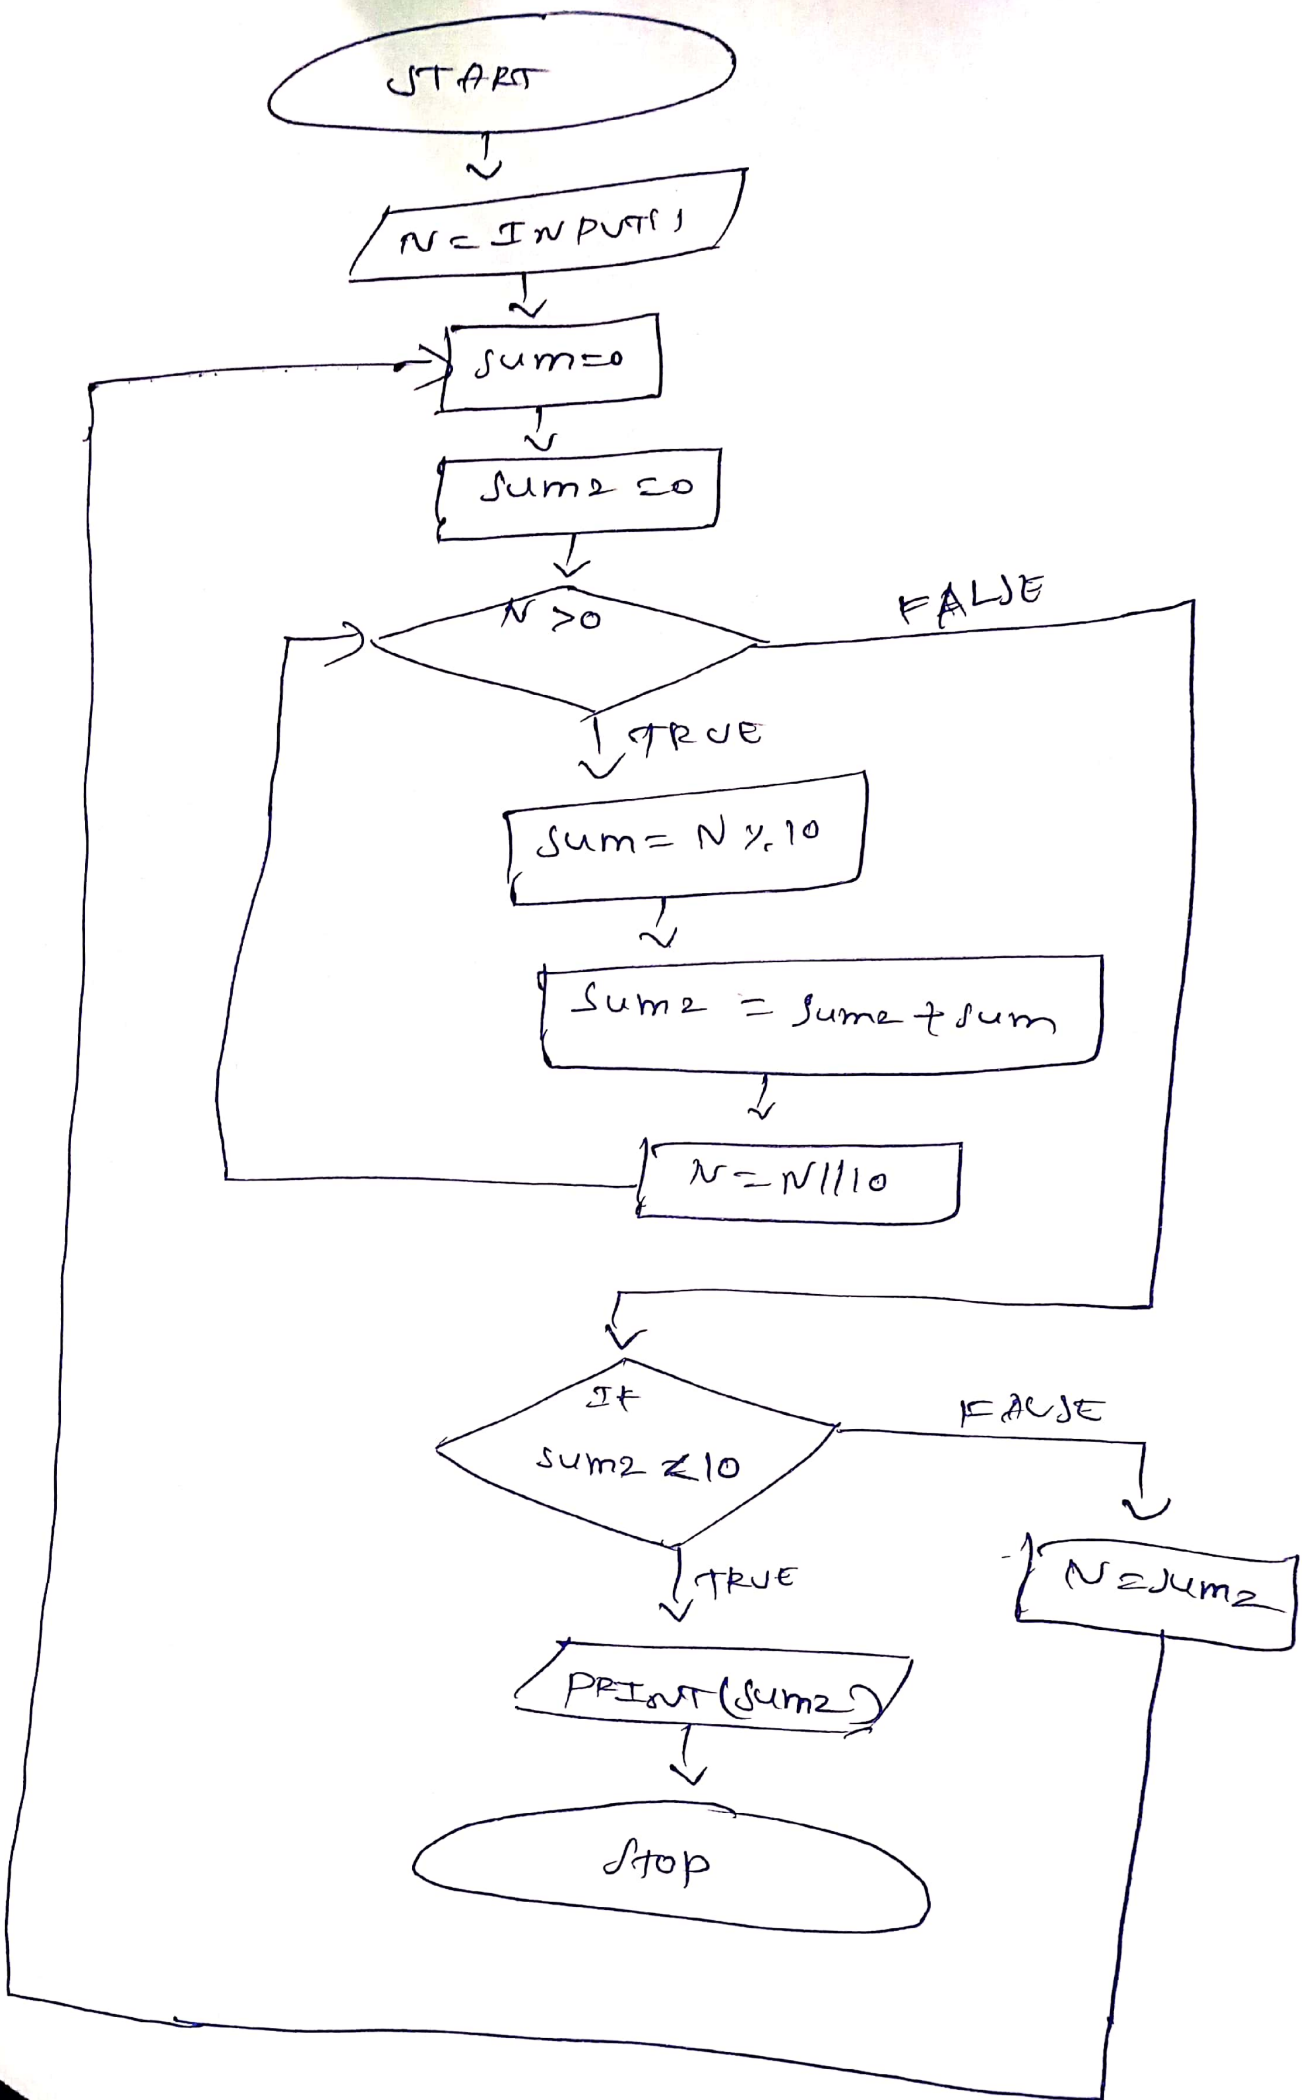 START
N = INPUT()
sum=0
sum2 =0
N >0
FALSE
TRUE
sum= N %10
sum2 = sum2 + sum
N = N//10
If
sum2 <10
FALSE
TRUE
N=sum2
PRINT(sum2)
Stop